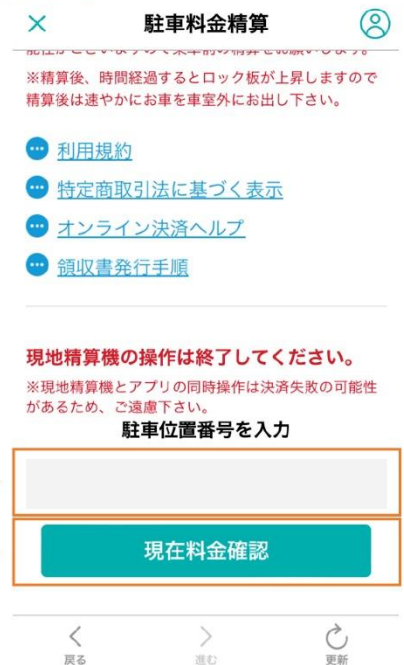 駐車料金精算
※精算後、時間経過するとロック板が上昇しますので
精算後は速やかにお車を車室外にお出し下さい。
利用規約
特定商取引法に基づく表示
オンライン決済ヘルプ
領収書発行手順
現地精算機の操作は終了してください。
※現地精算機とアプリの同時操作は決済失敗の可能性
があるため、ご遠慮下さい。
駐車位置番号を入力
現在料金確認
戻る
進む
更新